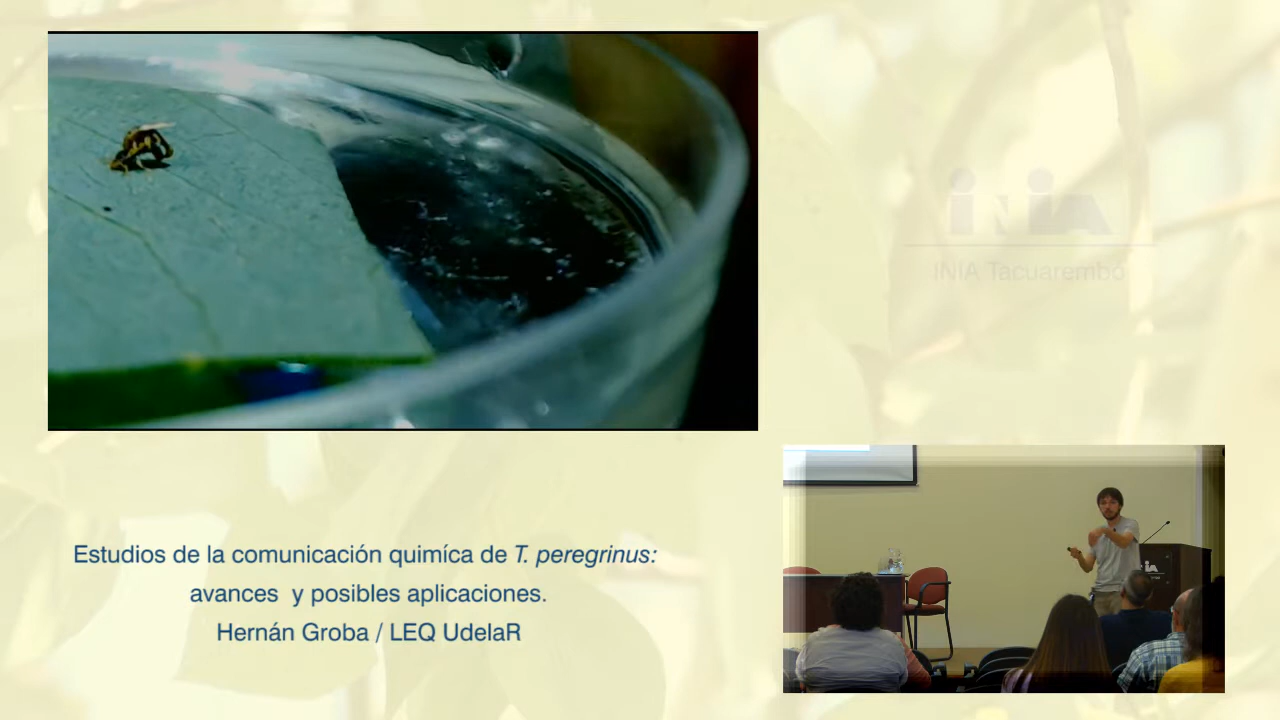 iNiA
INIA Tacuarembó
Estudios de la comunicación quimíca de T. peregrinus:
avances y posibles aplicaciones.
Hernán Groba / LEQ UdelaR